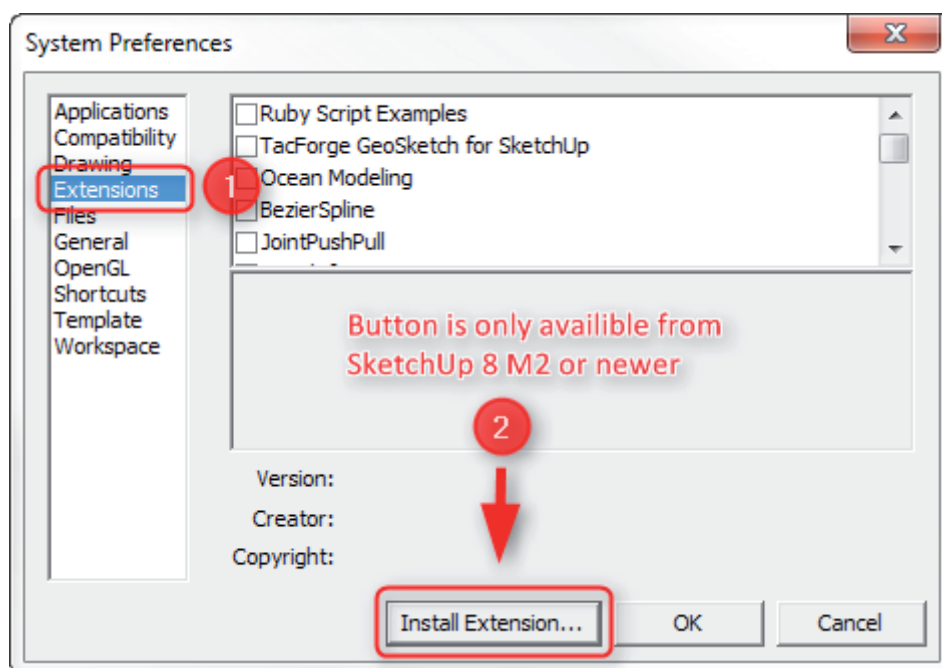 System Preferences
Applications
Compatibility
Drawing
Extensions
Files
General
OpenGL
Shortcuts
Template
Workspace
1
Ruby Script Examples
TacForge GeoSketch for SketchUp
Ocean Modeling
BezierSpline
JointPushPull
Button is only availible from
SketchUp 8 M2 or newer
2
Version:
Creator:
Copyright:
Install Extension...
OK
Cancel